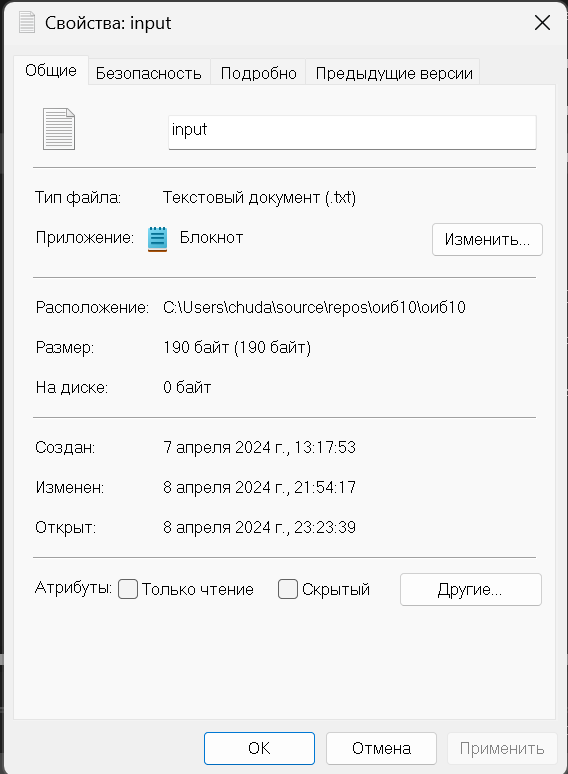 Свойства: input
Общие Безопасность Подробно Предыдущие версии
input
Тип файла: Текстовый документ (.txt)
Приложение: Блокнот Изменить...
Расположение: C:\Users\chuda\source\repos\оиб10\оиб10
Размер: 190 байт (190 байт)
На диске: 0 байт
Создан: 7 апреля 2024 г., 13:17:53
Изменен: 8 апреля 2024 г., 21:54:17
Открыт: 8 апреля 2024 г., 23:23:39
Атрибуты: Только чтение Скрытый Другие...
ОК Отмена Применить